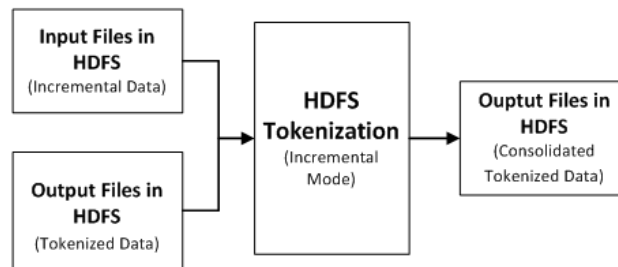 Input Files in
HDFS
(Incremental Data)
Output Files in
HDFS
(Tokenized Data)
HDFS
Tokenization
(Incremental
Mode)
Ouptut Files in
HDFS
(Consolidated
Tokenized Data)